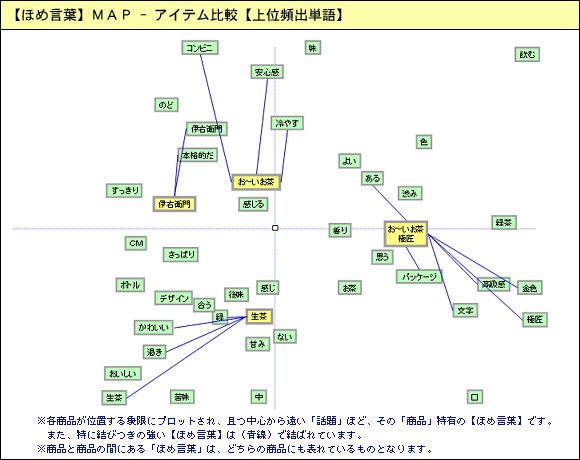 【ほめ言葉】ＭＡＰ － アイテム比較【上位頻出単語】
コンビニ
味
飲む
安心感
のど
冷やす
伊右衛門
色
本格的だ
よい
ある
お～いお茶
すっきり
渋み
伊右衛門
感じる
緑茶
香り
お～いお茶
極匠
CM
さっぱり
思う
パッケージ
ボトル
感じ
お茶
高級感
金色
後味
デザイン
合う
文字
緑
生茶
極匠
かわいい
ない
甘み
渇き
おいしい
生茶
苦味
中
口
※各商品が位置する象限にプロットされ、且つ中心から遠い「話題」ほど、その「商品」特有の【ほめ言葉】です。
また、特に結びつきの強い【ほめ言葉】は（青線）で結ばれています。
※商品と商品の間にある「ほめ言葉」は、どちらの商品にも表れているものとなります。